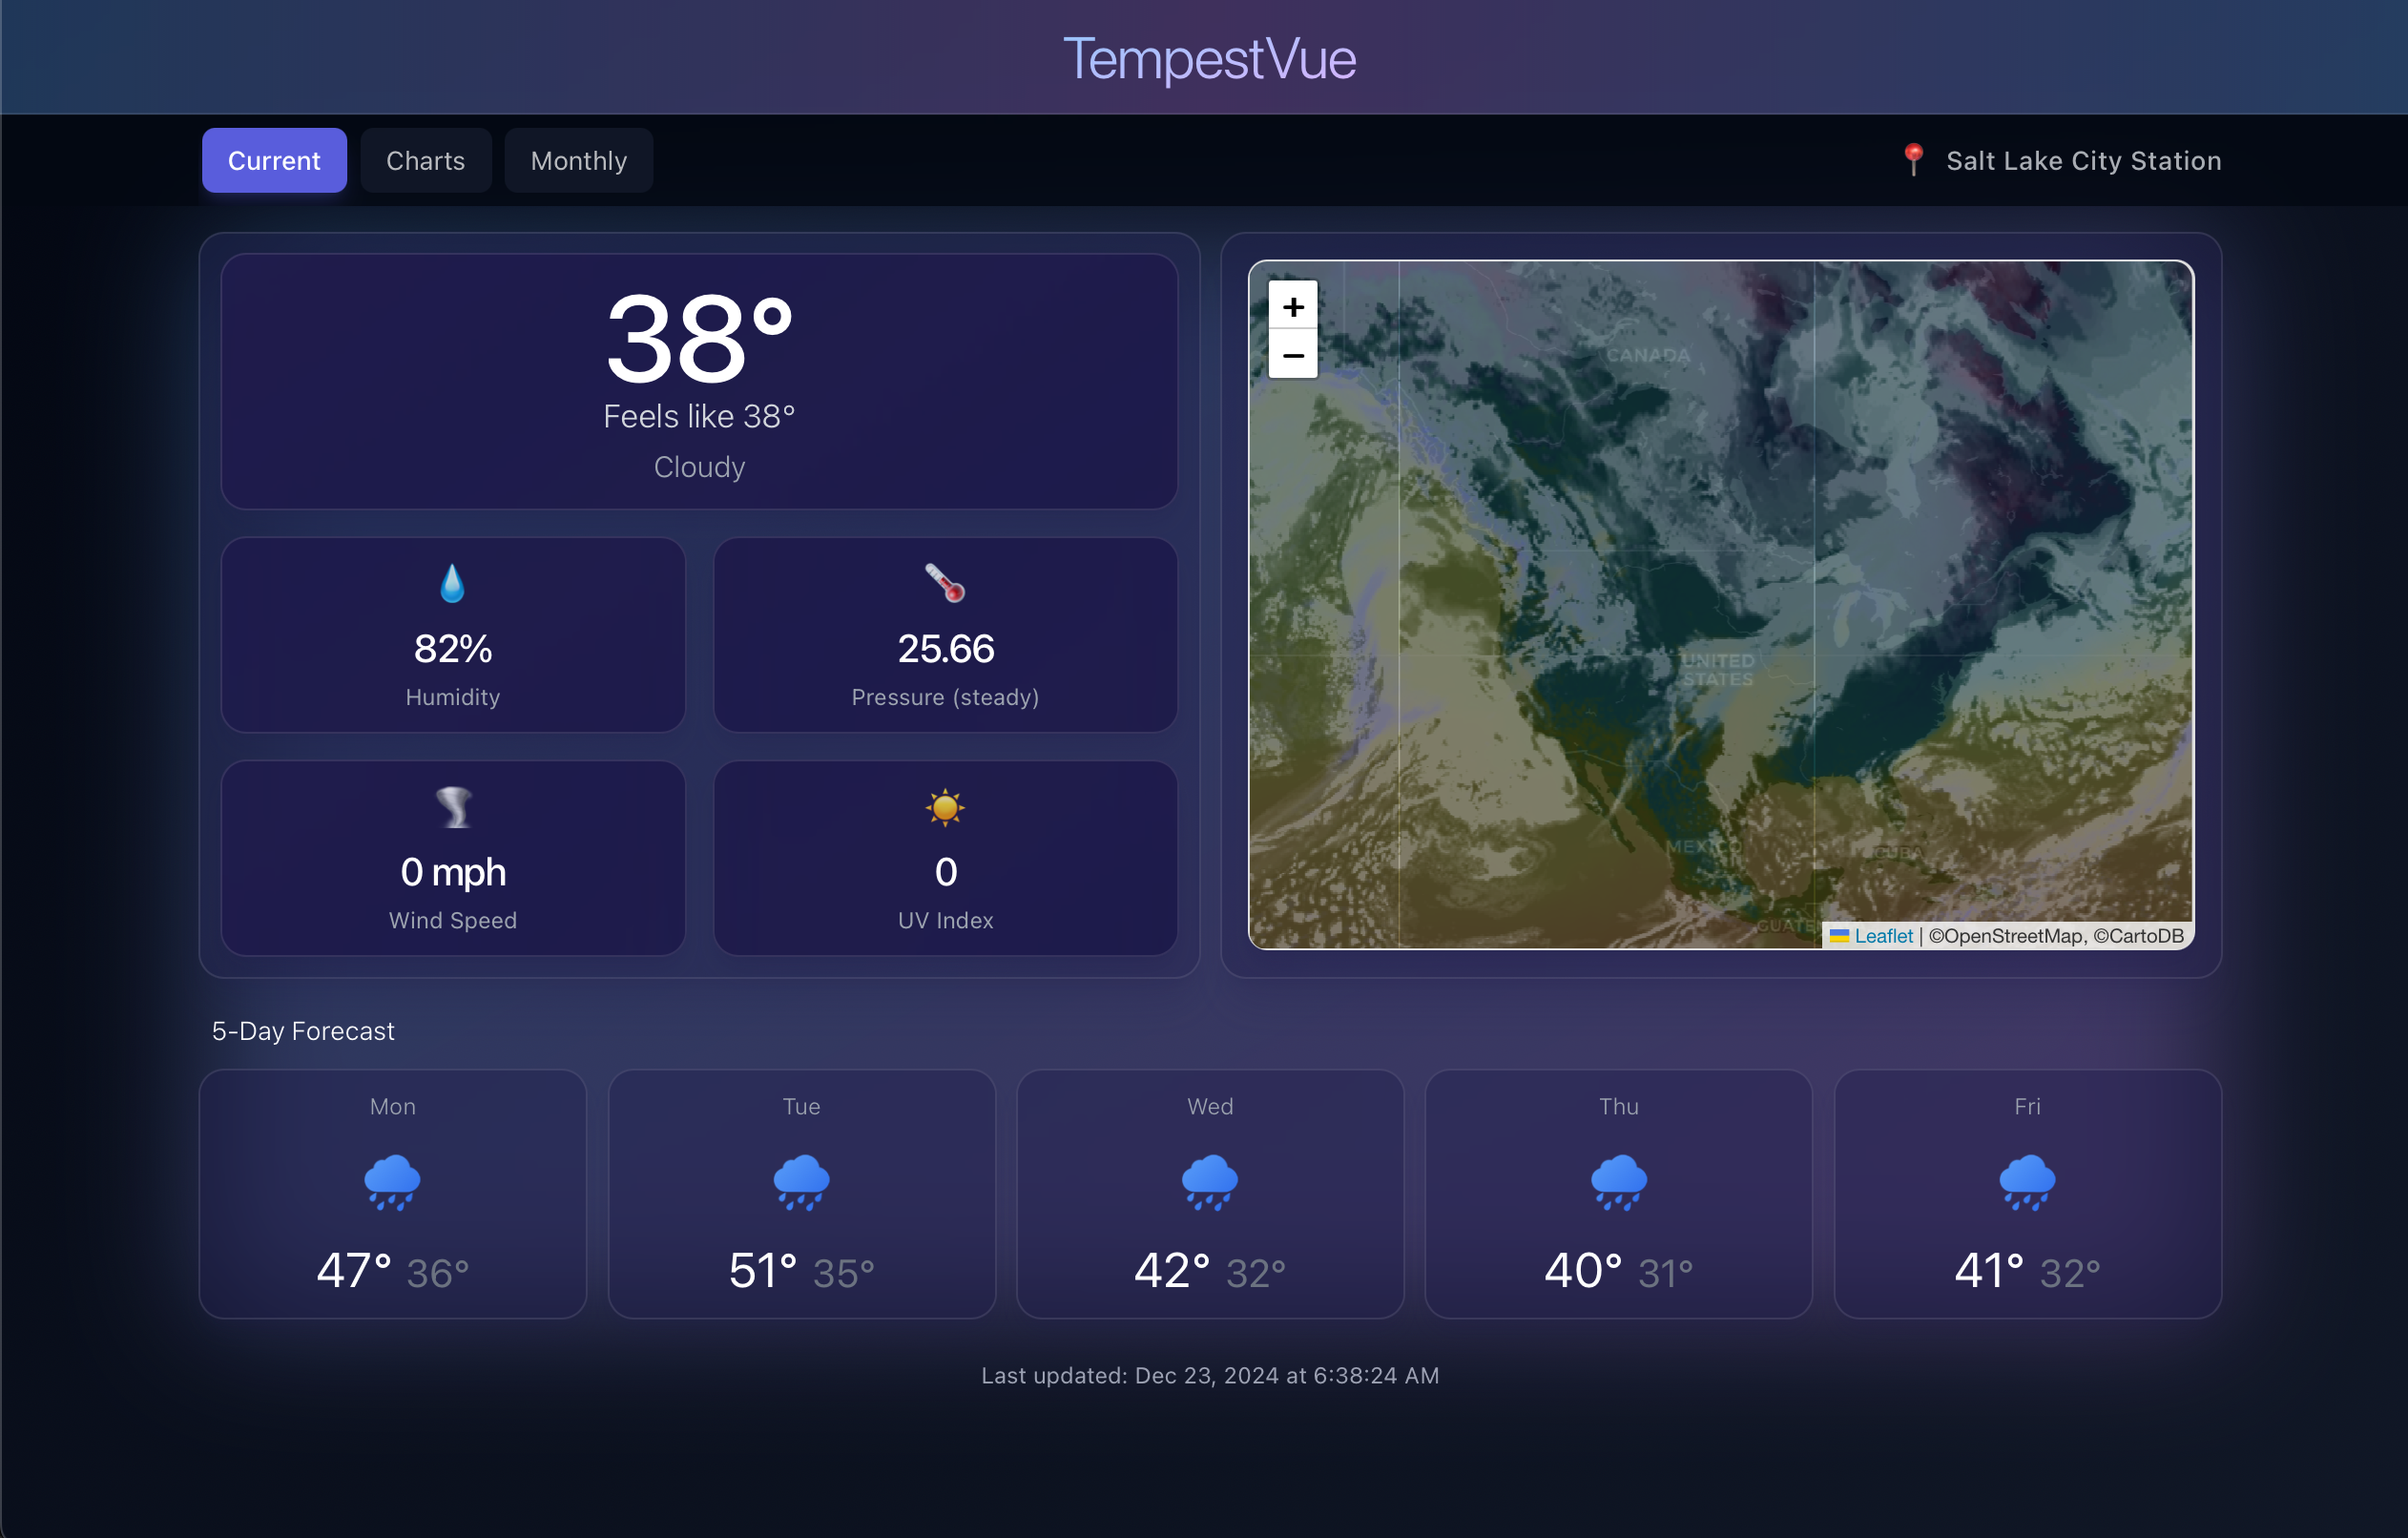 TempestVue
Current
Charts
Monthly
Salt Lake City Station
38°
Feels like 38°
Cloudy
82%
Humidity
25.66
Pressure (steady)
0 mph
Wind Speed
0
UV Index
+
−
CANADA
UNITED
STATES
MEXICO
CUBA
Leaflet | ©OpenStreetMap, ©CartoDB
5-Day Forecast
Mon
47° 36°
Tue
51° 35°
Wed
42° 32°
Thu
40° 31°
Fri
41° 32°
Last updated: Dec 23, 2024 at 6:38:24 AM